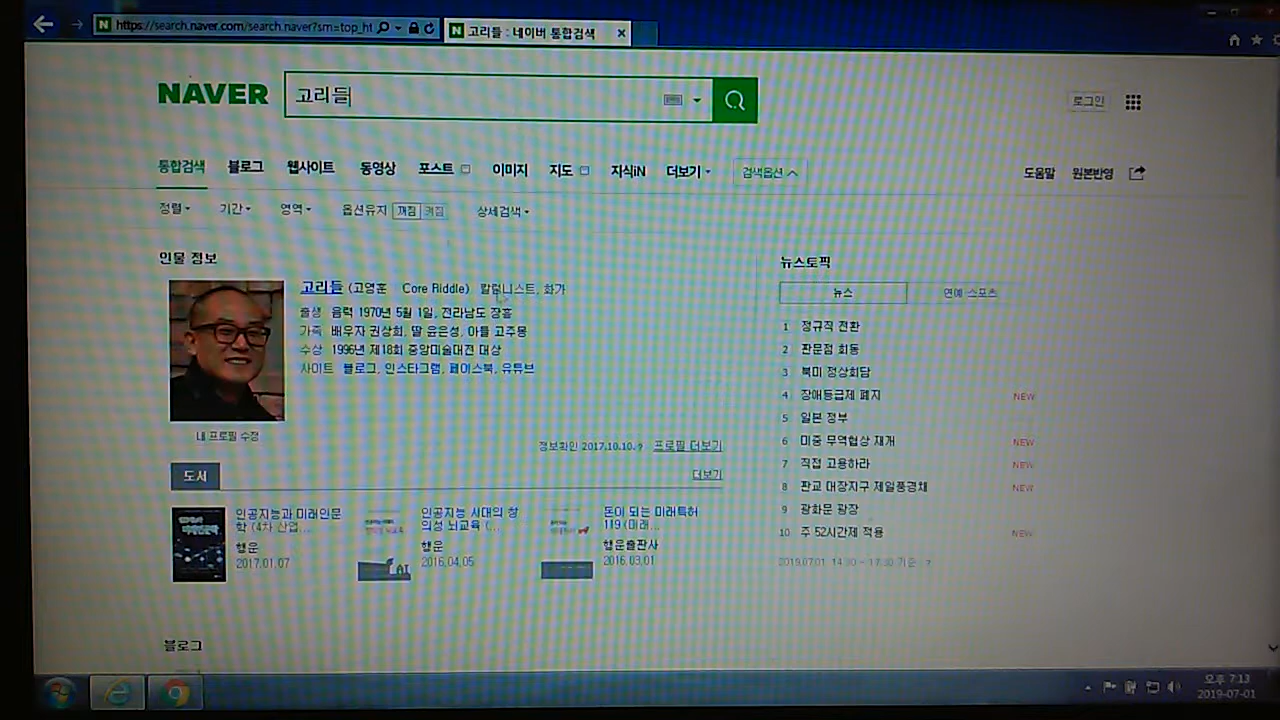 https://search.naver.com/search.naver?sm=top_ht
고리들 : 네이버 통합검색
NAVER
고리들
로그인
통합검색 블로그 웹사이트 동영상 포스트 이미지 지도 지식iN 더보기 검색옵션 도움말 원본반영
정렬 기간 영역 옵션유지 꺼짐 켜짐 상세검색
인물 정보
고리들 (고영훈 Core Riddle) 칼럼니스트, 화가
출생 음력 1970년 5월 1일, 전라남도 장흥
가족 배우자 권상희, 딸 윤은성, 아들 고주몽
수상 1996년 제18회 중앙미술대전 대상
사이트 블로그, 인스타그램, 페이스북, 유튜브
내 프로필 수정
정보확인 2017.10.10. ? 프로필 더보기
도서
더보기
인공지능과 미래인문
학 (4차 산업...
행운
2017.01.07
인공지능 시대의 창
의성 뇌교육 (...
행운
2016.04.05
돈이 되는 미래특허
119 (미래...
행운출판사
2016.03.01
블로그
뉴스토픽
뉴스 연예·스포츠
1 정규직 전환
2 판문점 회동
3 북미 정상회담
4 장애등급제 폐지 NEW
5 일본 정부
6 미중 무역협상 재개 NEW
7 직접 고용하라 NEW
8 판교 대장지구 제일풍경채 NEW
9 광화문 광장
10 주 52시간제 적용 NEW
2019.07.01 14:30 ~ 17:30 기준 ?
오후 7:13
2019-07-01